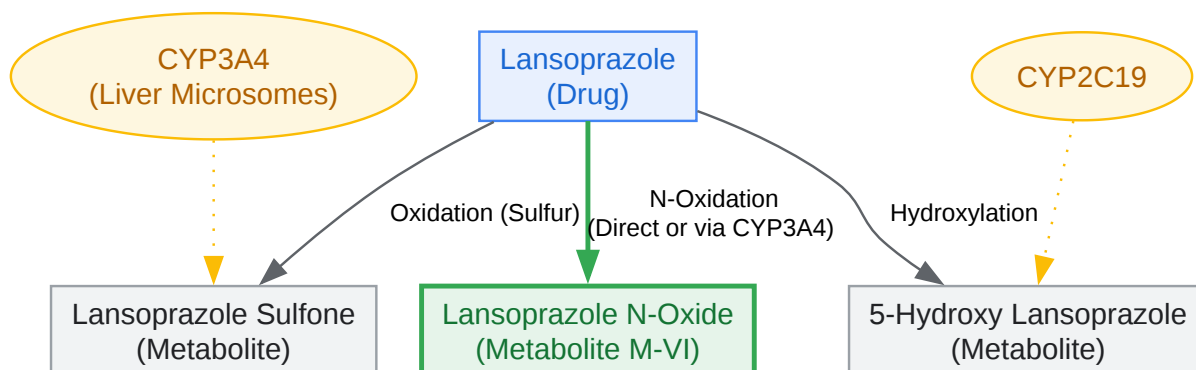 CYP3A4
(Liver Microsomes)
Lansoprazole
(Drug)
CYP2C19
Oxidation (Sulfur)
N-Oxidation
(Direct or via CYP3A4)
Hydroxylation
Lansoprazole Sulfone
(Metabolite)
Lansoprazole N-Oxide
(Metabolite M-VI)
5-Hydroxy Lansoprazole
(Metabolite)